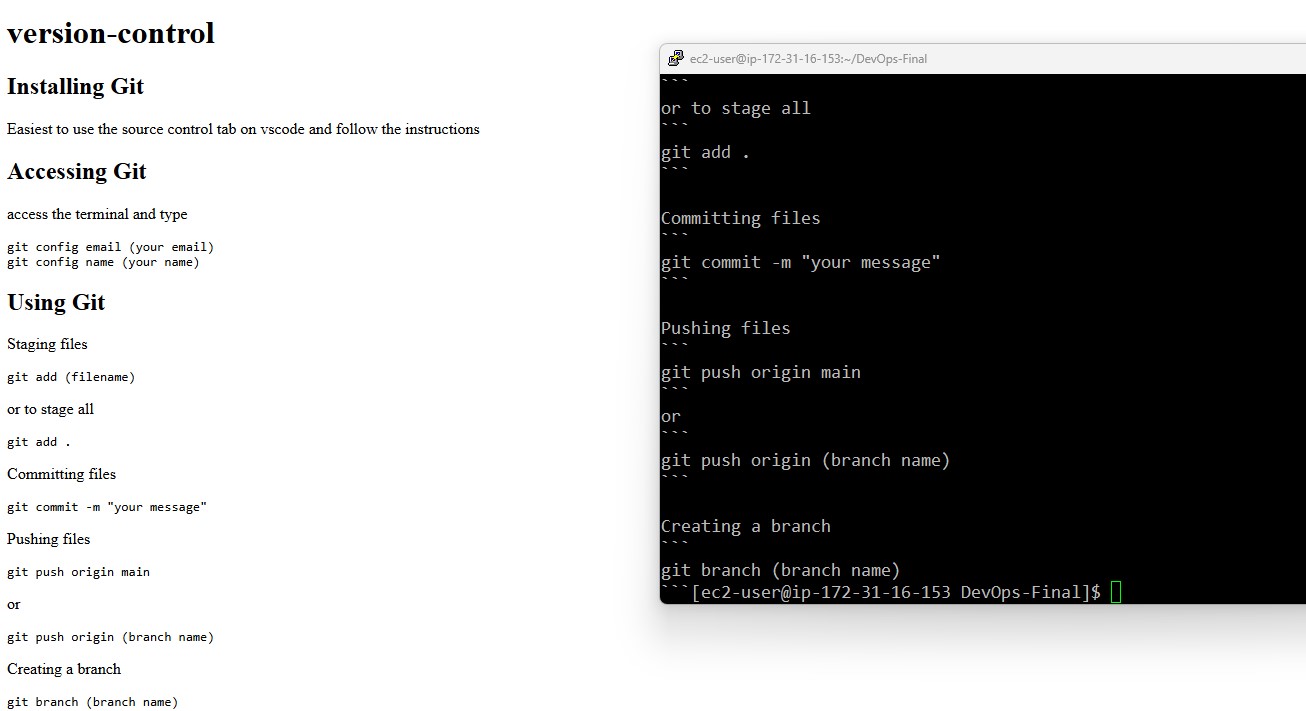 version-control
Installing Git
Easiest to use the source control tab on vscode and follow the instructions
Accessing Git
access the terminal and type
git config email (your email)
git config name (your name)
Using Git
Staging files
git add (filename)
or to stage all
git add .
Committing files
git commit -m "your message"
Pushing files
git push origin main
or
git push origin (branch name)
Creating a branch
git branch (branch name)
ec2-user@ip-172-31-16-153:~/DevOps-Final
```
or to stage all
```
git add .
```
Committing files
```
git commit -m "your message"
```
Pushing files
```
git push origin main
```
or
```
git push origin (branch name)
```
Creating a branch
```
git branch (branch name)
```[ec2-user@ip-172-31-16-153 DevOps-Final]$